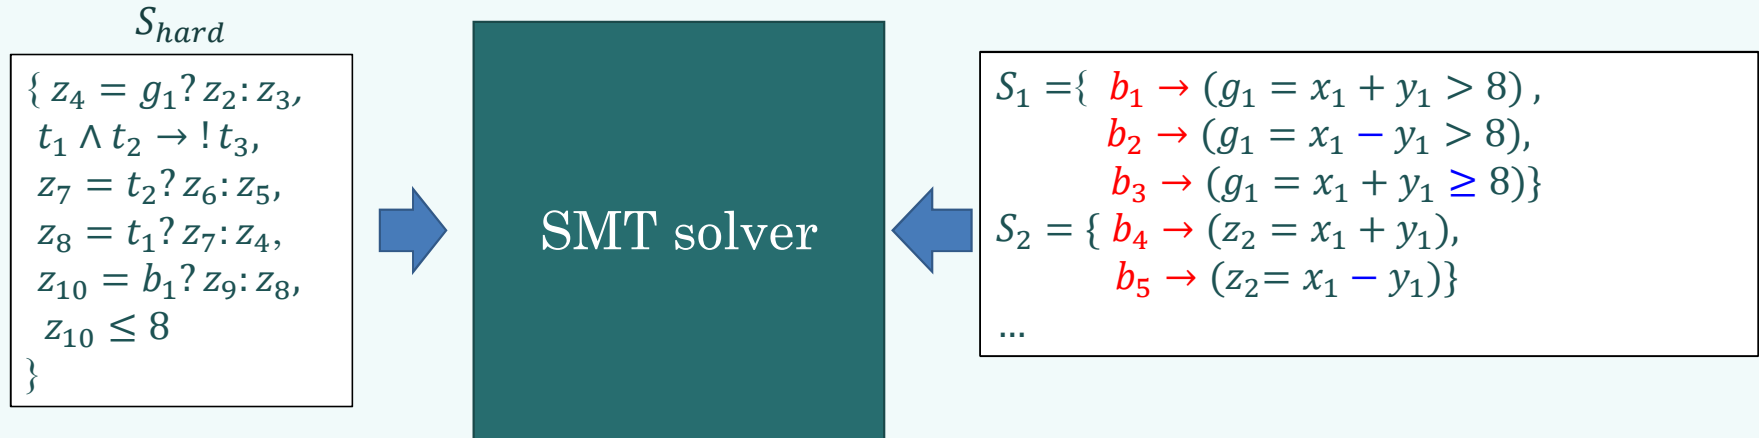 S_hard
{ z₄ = g₁? z₂: z₃,
t₁ ∧ t₂ → ! t₃,
z₇ = t₂? z₆: z₅,
z₈ = t₁? z₇: z₄,
z₁₀ = b₁? z₉: z₈,
z₁₀ ≤ 8
}
SMT solver
S₁ ={ b₁ → (g₁ = x₁ + y₁ > 8) ,
b₂ → (g₁ = x₁ − y₁ > 8),
b₃ → (g₁ = x₁ + y₁ ≥ 8)}
S₂ = { b₄ → (z₂ = x₁ + y₁),
b₅ → (z₂= x₁ − y₁)}
...